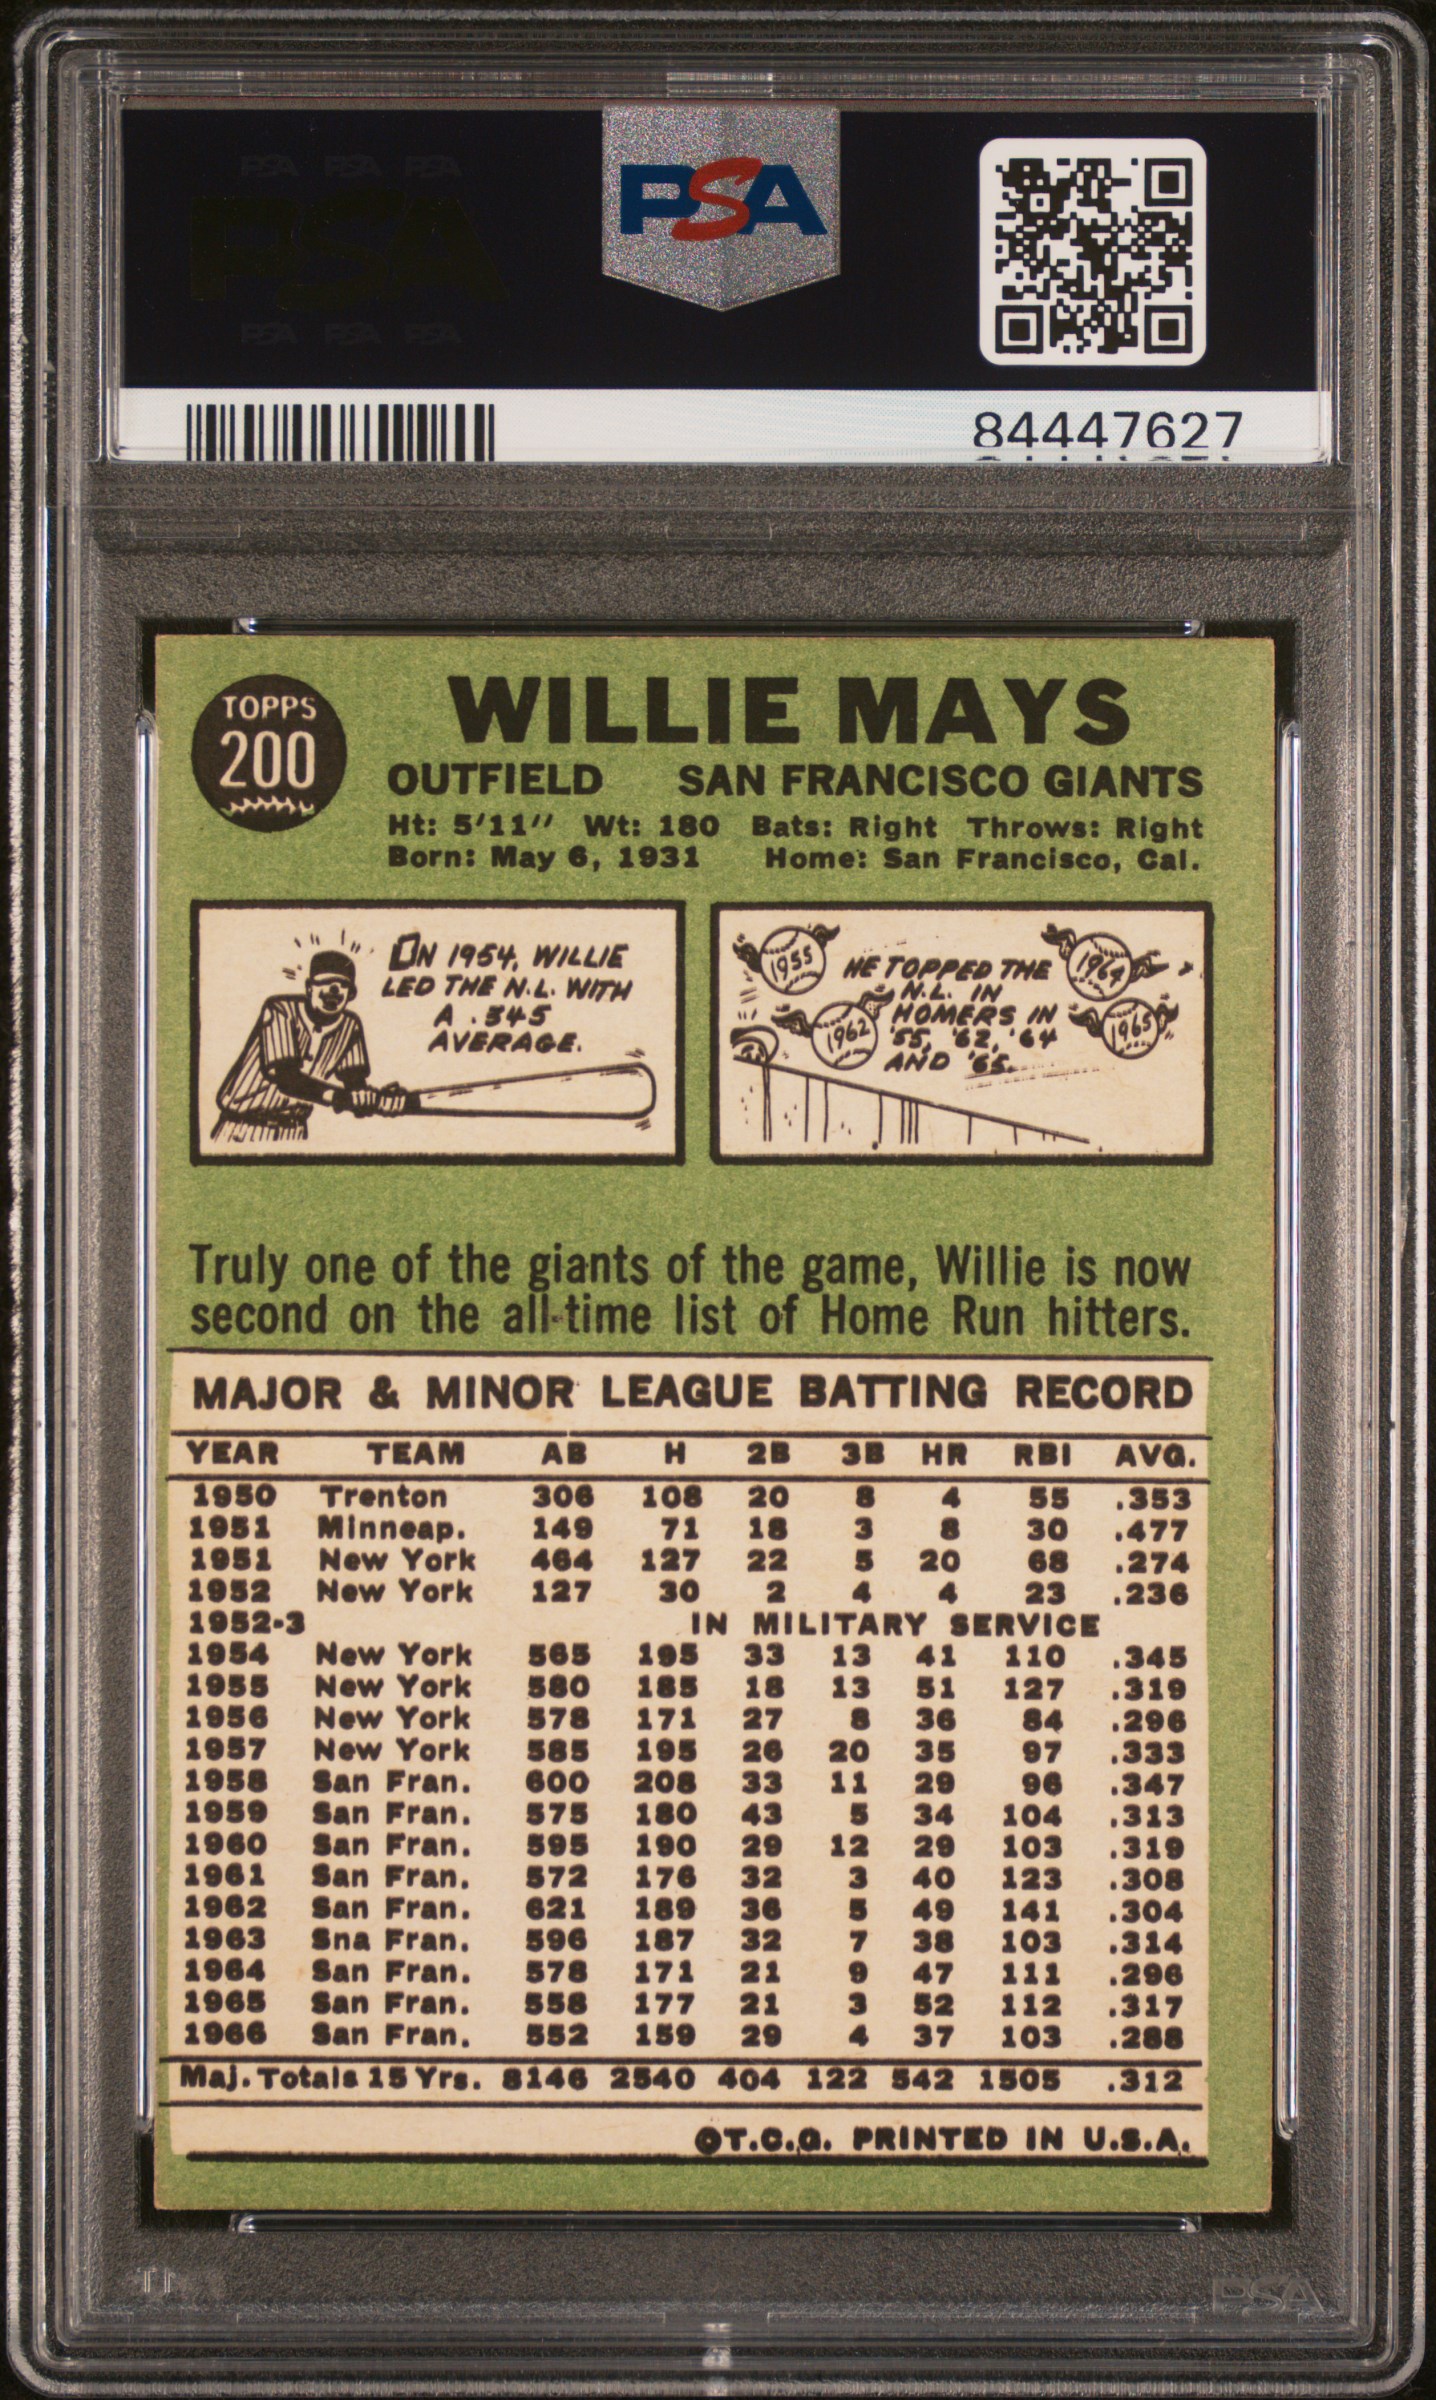 PSA PSA PSA
PSA
PSA PSA PSA
PSA
84447627
TOPPS
200
WILLIE MAYS
OUTFIELD SAN FRANCISCO GIANTS
Ht: 5'11" Wt: 180 Bats: Right Throws: Right
Born: May 6, 1931 Home: San Francisco, Cal.
IN 1954, WILLIE
LED THE N.L. WITH
A .345
AVERAGE.
1955
1964
1962
1965
HE TOPPED THE
N.L. IN
HOMERS IN
'55, '62, '64
AND '65.
Truly one of the giants of the game, Willie is now
second on the all-time list of Home Run hitters.
MAJOR & MINOR LEAGUE BATTING RECORD
YEAR TEAM AB H 2B 3B HR RBI AVG.
1950 Trenton 306 108 20 8 4 55 .353
1951 Minneap. 149 71 18 3 8 30 .477
1951 New York 464 127 22 5 20 68 .274
1952 New York 127 30 2 4 4 23 .236
1952-3 IN MILITARY SERVICE
1954 New York 565 195 33 13 41 110 .345
1955 New York 580 185 18 13 51 127 .319
1956 New York 578 171 27 8 36 84 .296
1957 New York 585 195 26 20 35 97 .333
1958 San Fran. 600 208 33 11 29 96 .347
1959 San Fran. 575 180 43 5 34 104 .313
1960 San Fran. 595 190 29 12 29 103 .319
1961 San Fran. 572 176 32 3 40 123 .308
1962 San Fran. 621 189 36 5 49 141 .304
1963 Sna Fran. 596 187 32 7 38 103 .314
1964 San Fran. 578 171 21 9 47 111 .296
1965 San Fran. 558 177 21 3 52 112 .317
1966 San Fran. 552 159 29 4 37 103 .288
Maj. Totals 15 Yrs. 8146 2540 404 122 542 1505 .312
©T.C.G. PRINTED IN U.S.A.
PSA